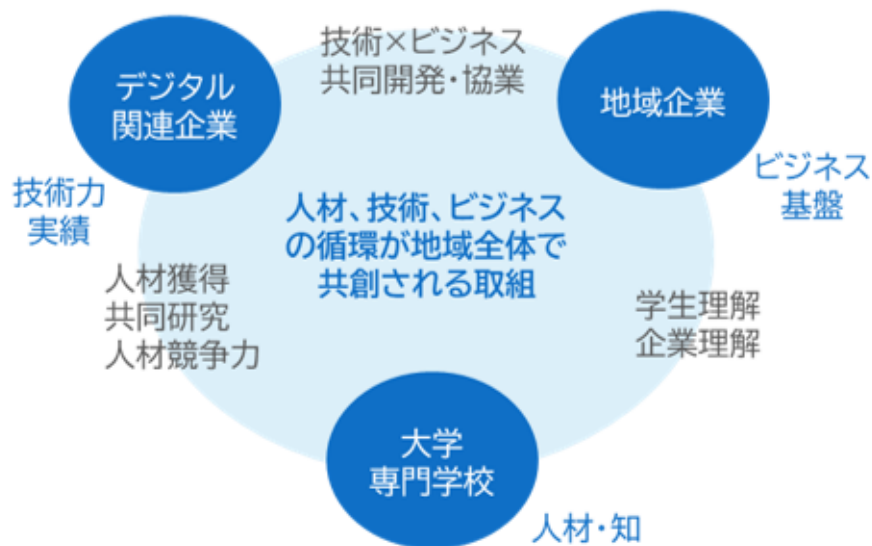 技術×ビジネス
共同開発・協業
デジタル
関連企業
地域企業
技術力
実績
ビジネス
基盤
人材、技術、ビジネス
の循環が地域全体で
共創される取組
人材獲得
共同研究
人材競争力
学生理解
企業理解
大学
専門学校
人材・知